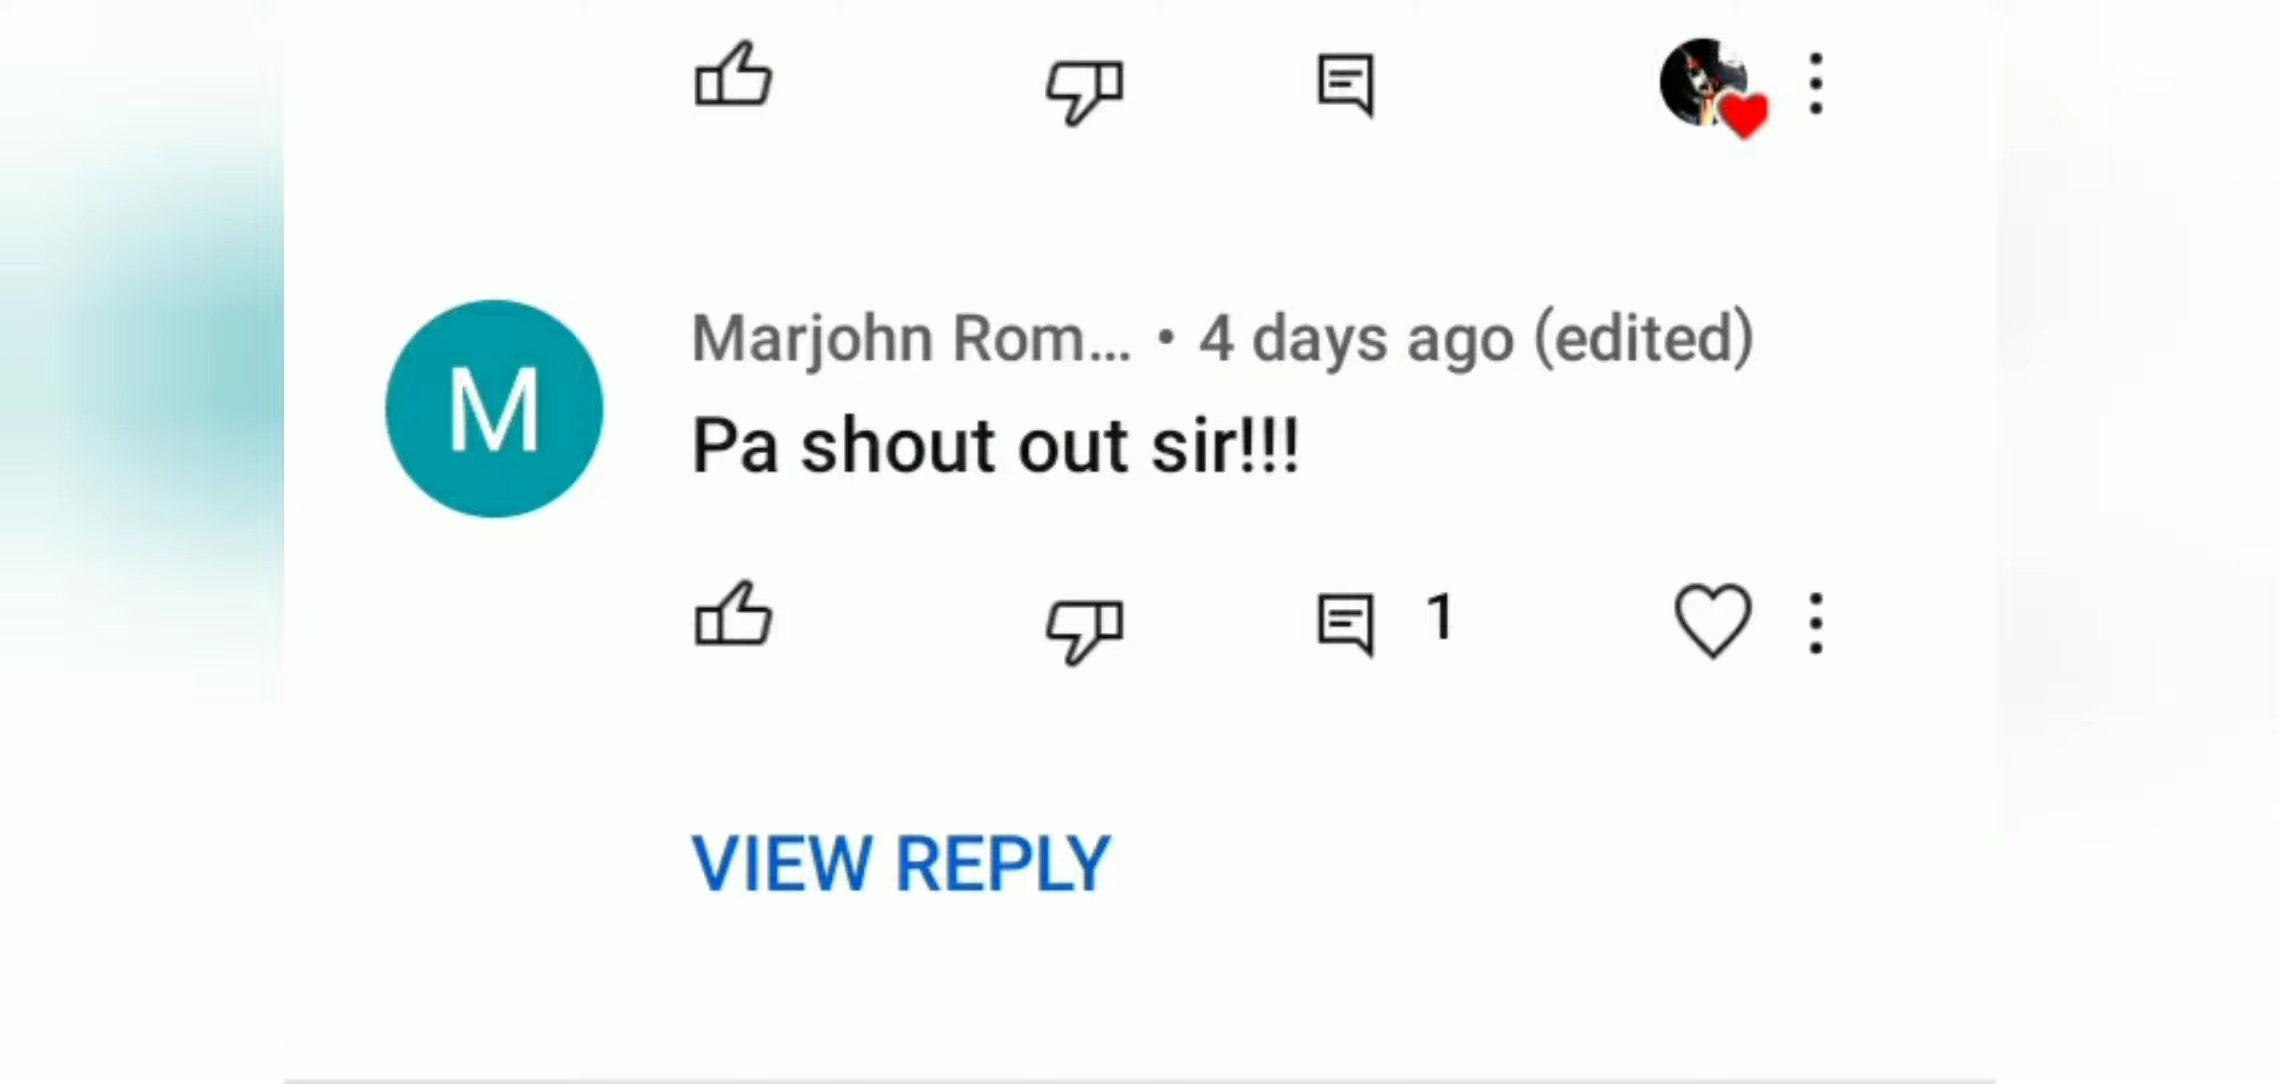 M
Marjohn Rom... • 4 days ago (edited)
Pa shout out sir!!!
1
VIEW REPLY